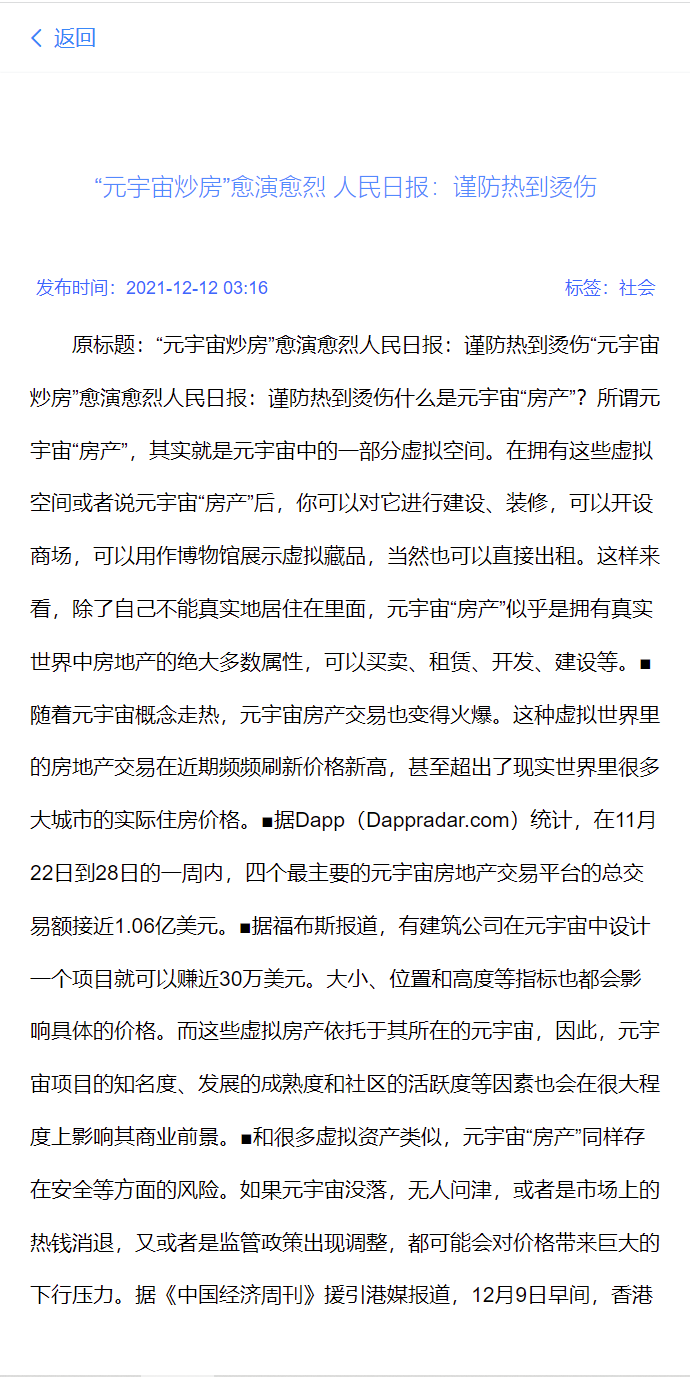 返回
“元宇宙炒房”愈演愈烈 人民日报：谨防热到烫伤
发布时间：2021-12-12 03:16 标签：社会
原标题：“元宇宙炒房”愈演愈烈人民日报：谨防热到烫伤“元宇宙
炒房”愈演愈烈人民日报：谨防热到烫伤什么是元宇宙“房产”？所谓元
宇宙“房产”，其实就是元宇宙中的一部分虚拟空间。在拥有这些虚拟
空间或者说元宇宙“房产”后，你可以对它进行建设、装修，可以开设
商场，可以用作博物馆展示虚拟藏品，当然也可以直接出租。这样来
看，除了自己不能真实地居住在里面，元宇宙“房产”似乎是拥有真实
世界中房地产的绝大多数属性，可以买卖、租赁、开发、建设等。■
随着元宇宙概念走热，元宇宙房产交易也变得火爆。这种虚拟世界里
的房地产交易在近期频频刷新价格新高，甚至超出了现实世界里很多
大城市的实际住房价格。■据Dapp（Dappradar.com）统计，在11月
22日到28日的一周内，四个最主要的元宇宙房地产交易平台的总交
易额接近1.06亿美元。■据福布斯报道，有建筑公司在元宇宙中设计
一个项目就可以赚近30万美元。大小、位置和高度等指标也都会影
响具体的价格。而这些虚拟房产依托于其所在的元宇宙，因此，元宇
宙项目的知名度、发展的成熟度和社区的活跃度等因素也会在很大程
度上影响其商业前景。■和很多虚拟资产类似，元宇宙“房产”同样存
在安全等方面的风险。如果元宇宙没落，无人问津，或者是市场上的
热钱消退，又或者是监管政策出现调整，都可能会对价格带来巨大的
下行压力。据《中国经济周刊》援引港媒报道，12月9日早间，香港